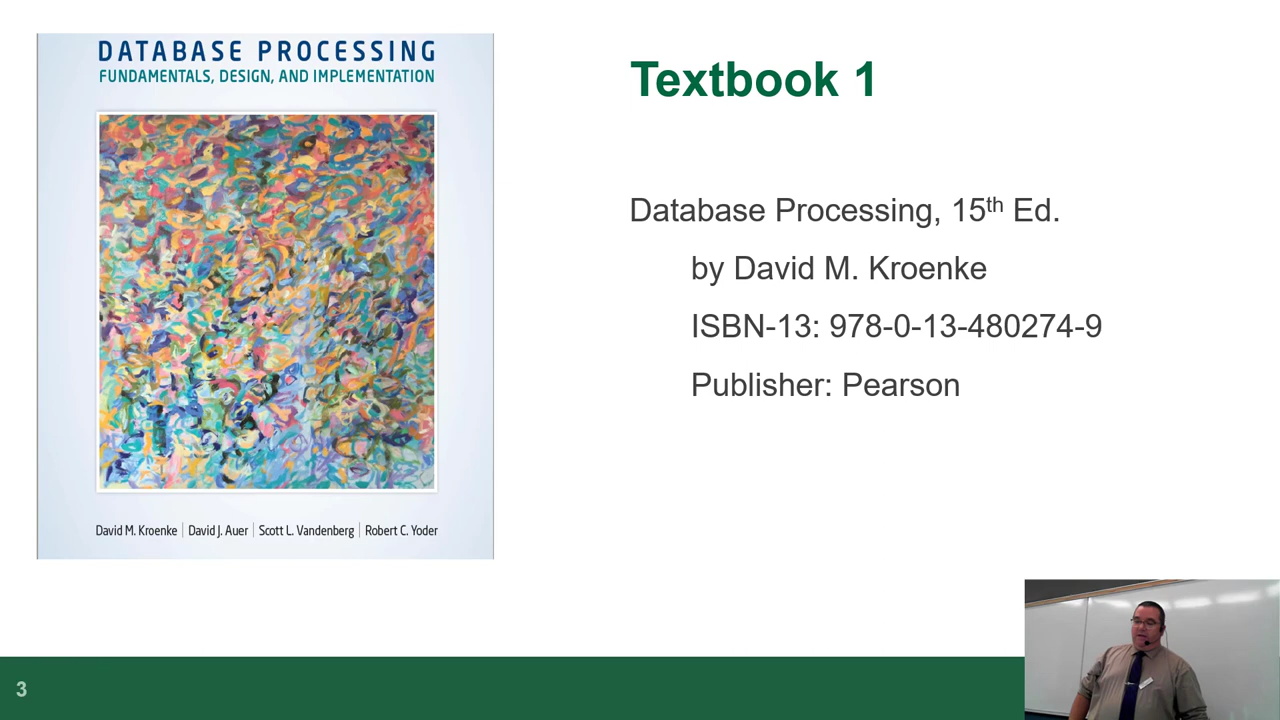 DATABASE PROCESSING
FUNDAMENTALS, DESIGN, AND IMPLEMENTATION
David M. Kroenke | David J. Auer | Scott L. Vandenberg | Robert C. Yoder
Textbook 1
Database Processing, 15th Ed.
by David M. Kroenke
ISBN-13: 978-0-13-480274-9
Publisher: Pearson
3